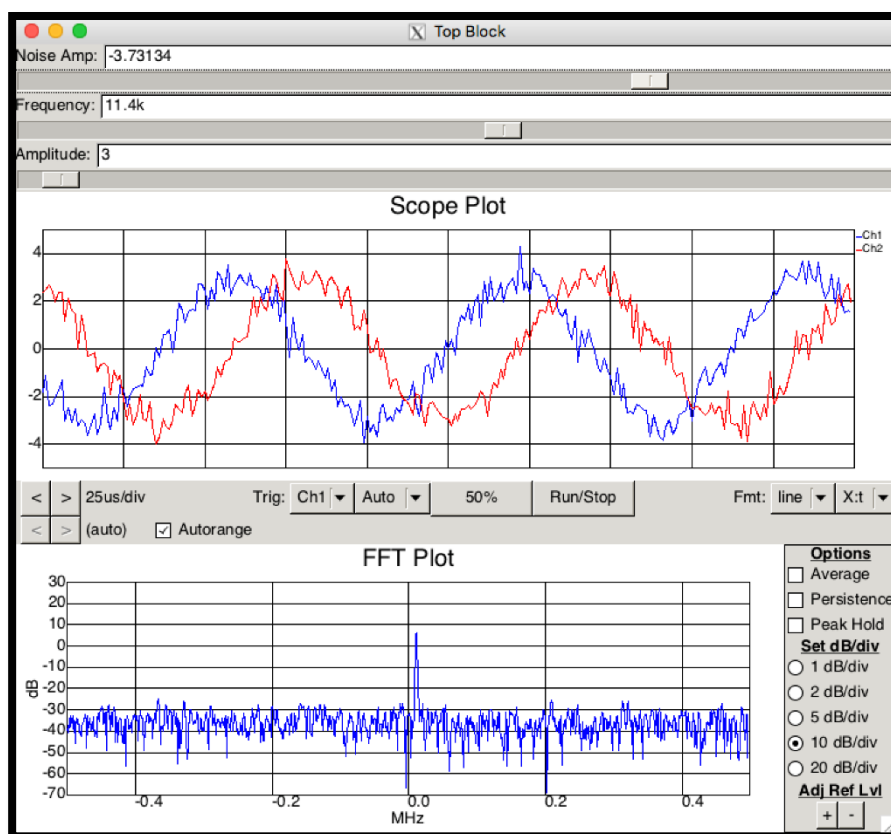 Top Block
Noise Amp: -3.73134
Frequency: 11.4k
Amplitude: 3
Scope Plot
Ch1
Ch2
4
2
0
-2
-4
< > 25us/div Trig: Ch1 Auto 50% Run/Stop Fmt: line X:t
< > (auto) Autorange
FFT Plot
30
20
10
0
-10
-20
-30
-40
-50
-60
-70
dB
-0.4 -0.2 0.0 0.2 0.4
MHz
Options
Average
Persistence
Peak Hold
Set dB/div
1 dB/div
2 dB/div
5 dB/div
10 dB/div
20 dB/div
Adj Ref Lvl
+ -